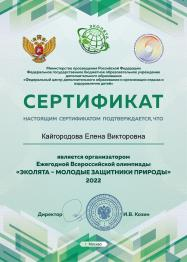 ЭКОЛЯТА
Министерство просвещения Российской Федерации
Федеральное государственное бюджетное образовательное учреждение
дополнительного образования
«Федеральный центр дополнительного образования и организации отдыха и
оздоровления детей»
СЕРТИФИКАТ
НАСТОЯЩИМ СЕРТИФИКАТОМ ПОДТВЕРЖДАЕТСЯ, ЧТО
Кайгородова Елена Викторовна
является организатором
Ежегодной Всероссийской олимпиады
«ЭКОЛЯТА – МОЛОДЫЕ ЗАЩИТНИКИ ПРИРОДЫ»
2022
Директор
И.В. Козин
г. Москва